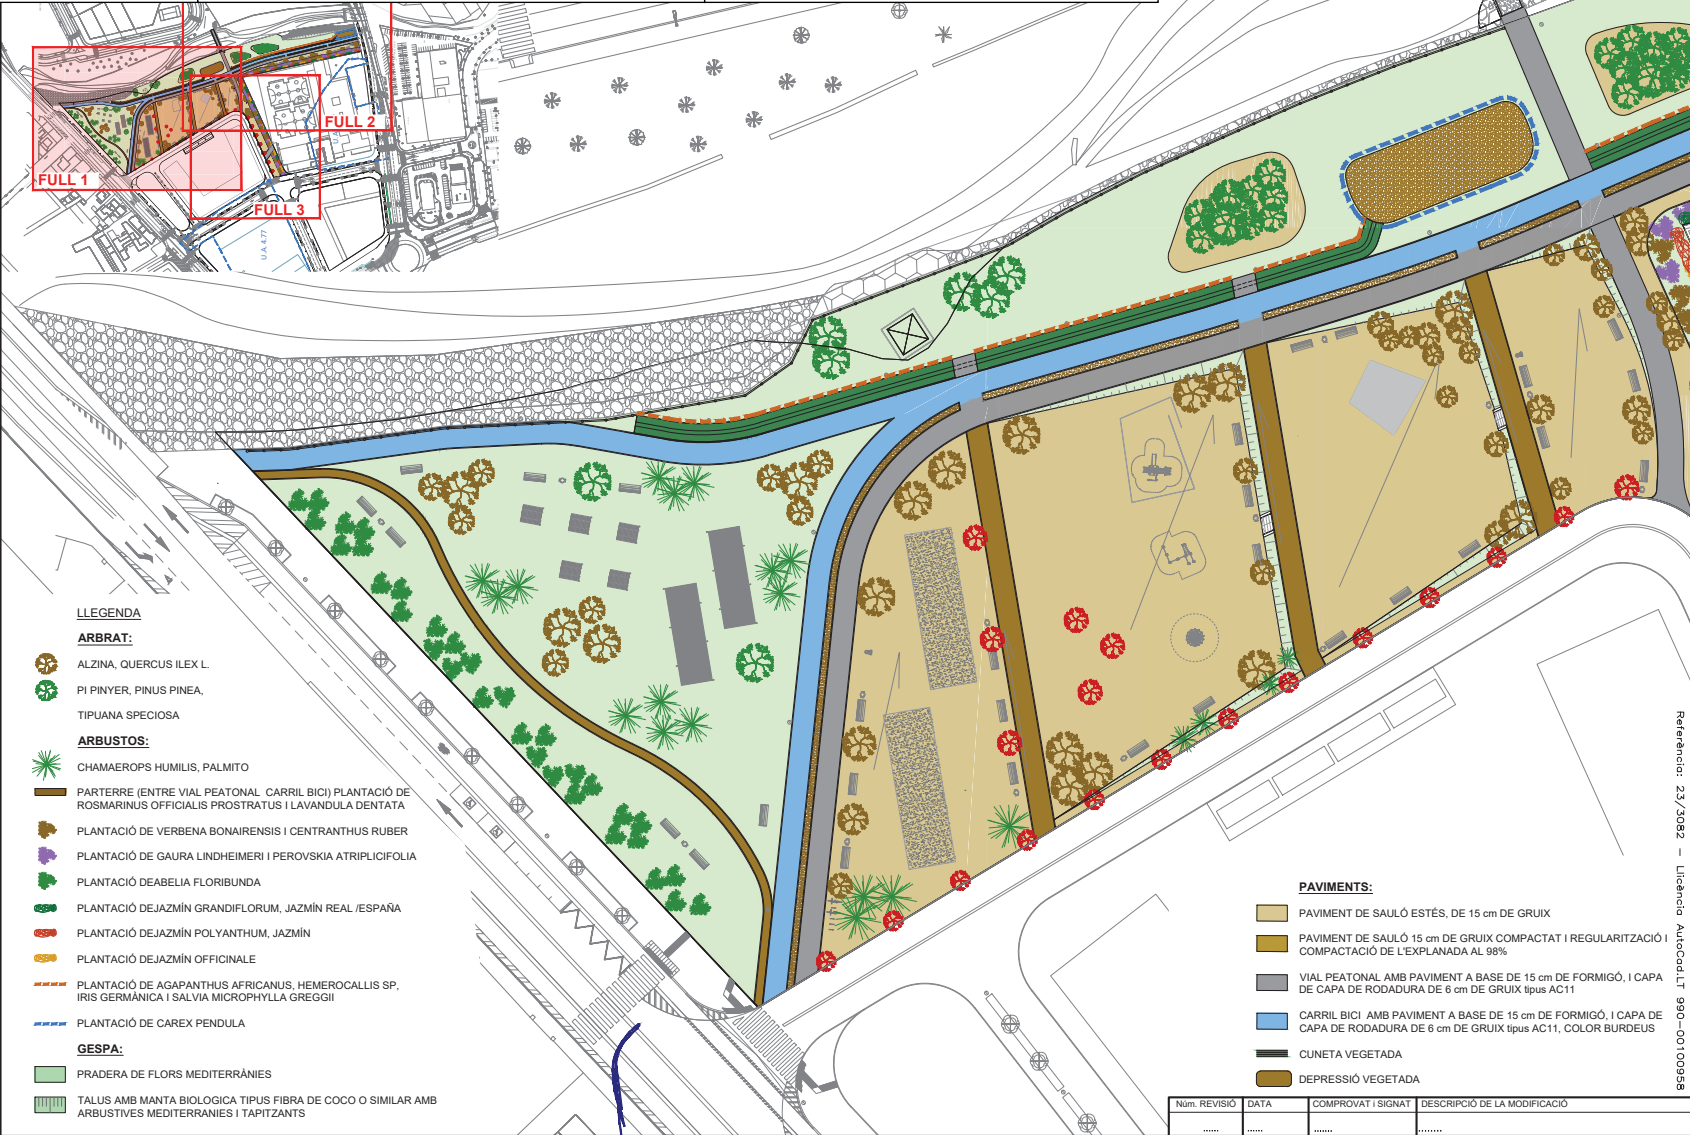 FULL 1
FULL 2
FULL 3
U.A.4.77
LLEGENDA
ARBRAT:
ALZINA, QUERCUS ILEX L.
PI PINYER, PINUS PINEA,
TIPUANA SPECIOSA
ARBUSTOS:
CHAMAEROPS HUMILIS, PALMITO
PARTERRE (ENTRE VIAL PEATONAL CARRIL BICI) PLANTACIÓ DE
ROSMARINUS OFFICIALIS PROSTRATUS I LAVANDULA DENTATA
PLANTACIÓ DE VERBENA BONAIRENSIS I CENTRANTHUS RUBER
PLANTACIÓ DE GAURA LINDHEIMERI I PEROVSKIA ATRIPLICIFOLIA
PLANTACIÓ DEABELIA FLORIBUNDA
PLANTACIÓ DEJAZMÍN GRANDIFLORUM, JAZMÍN REAL /ESPAÑA
PLANTACIÓ DEJAZMÍN POLYANTHUM, JAZMÍN
PLANTACIÓ DEJAZMÍN OFFICINALE
PLANTACIÓ DE AGAPANTHUS AFRICANUS, HEMEROCALLIS SP,
IRIS GERMÀNICA I SALVIA MICROPHYLLA GREGGII
PLANTACIÓ DE CAREX PENDULA
GESPA:
PRADERA DE FLORS MEDITERRÀNIES
TALUS AMB MANTA BIOLOGICA TIPUS FIBRA DE COCO O SIMILAR AMB
ARBUSTIVES MEDITERRANIES I TAPITZANTS
PAVIMENTS:
PAVIMENT DE SAULÓ ESTÉS, DE 15 cm DE GRUIX
PAVIMENT DE SAULÓ 15 cm DE GRUIX COMPACTAT I REGULARITZACIÓ I
COMPACTACIÓ DE L'EXPLANADA AL 98%
VIAL PEATONAL AMB PAVIMENT A BASE DE 15 cm DE FORMIGÓ, I CAPA
DE CAPA DE RODADURA DE 6 cm DE GRUIX tipus AC11
CARRIL BICI AMB PAVIMENT A BASE DE 15 cm DE FORMIGÓ, I CAPA DE
CAPA DE RODADURA DE 6 cm DE GRUIX tipus AC11, COLOR BURDEUS
CUNETA VEGETADA
DEPRESSIÓ VEGETADA
Referència: 23/3082 - Llicència AutoCad.LT 990-00100958
Núm. REVISIÓ DATA COMPROVAT i SIGNAT DESCRIPCIÓ DE LA MODIFICACIÓ
...... ...... ....... ........